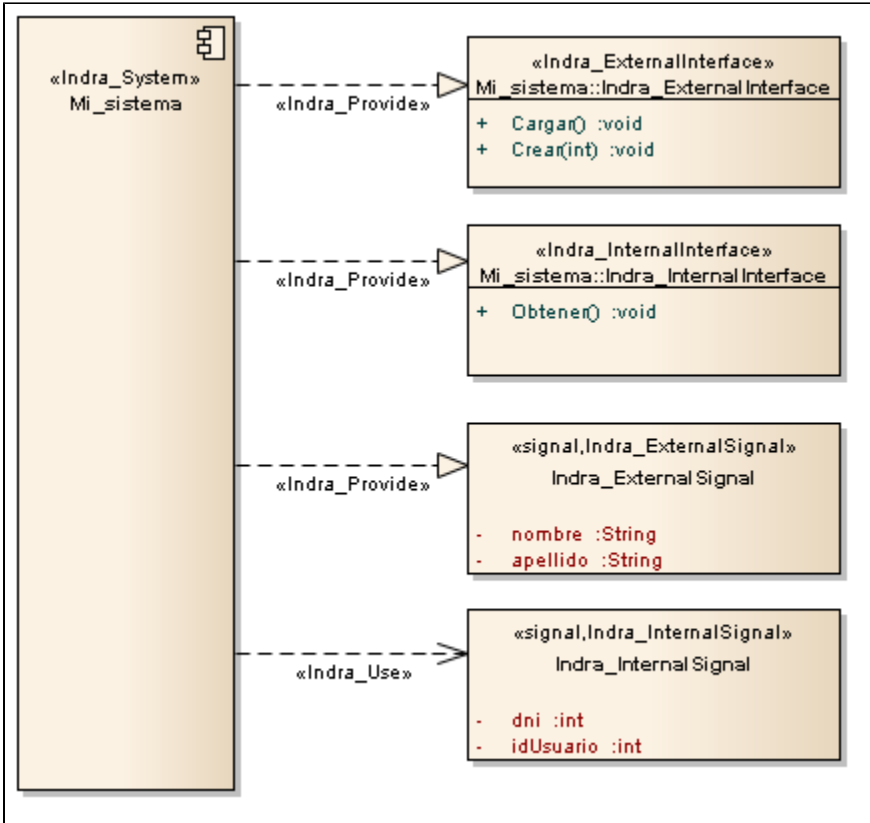 «Indra_System»
Mi_sistema
«Indra_Provide»
«Indra_ExternalInterface»
Mi_sistema::Indra_ExternalInterface
+ Cargar() :void
+ Crear(int) :void
«Indra_Provide»
«Indra_InternalInterface»
Mi_sistema::Indra_InternalInterface
+ Obtener() :void
«Indra_Provide»
«signal,Indra_ExternalSignal»
Indra_ExternalSignal
- nombre :String
- apellido :String
«Indra_Use»
«signal,Indra_InternalSignal»
Indra_InternalSignal
- dni :int
- idUsuario :int